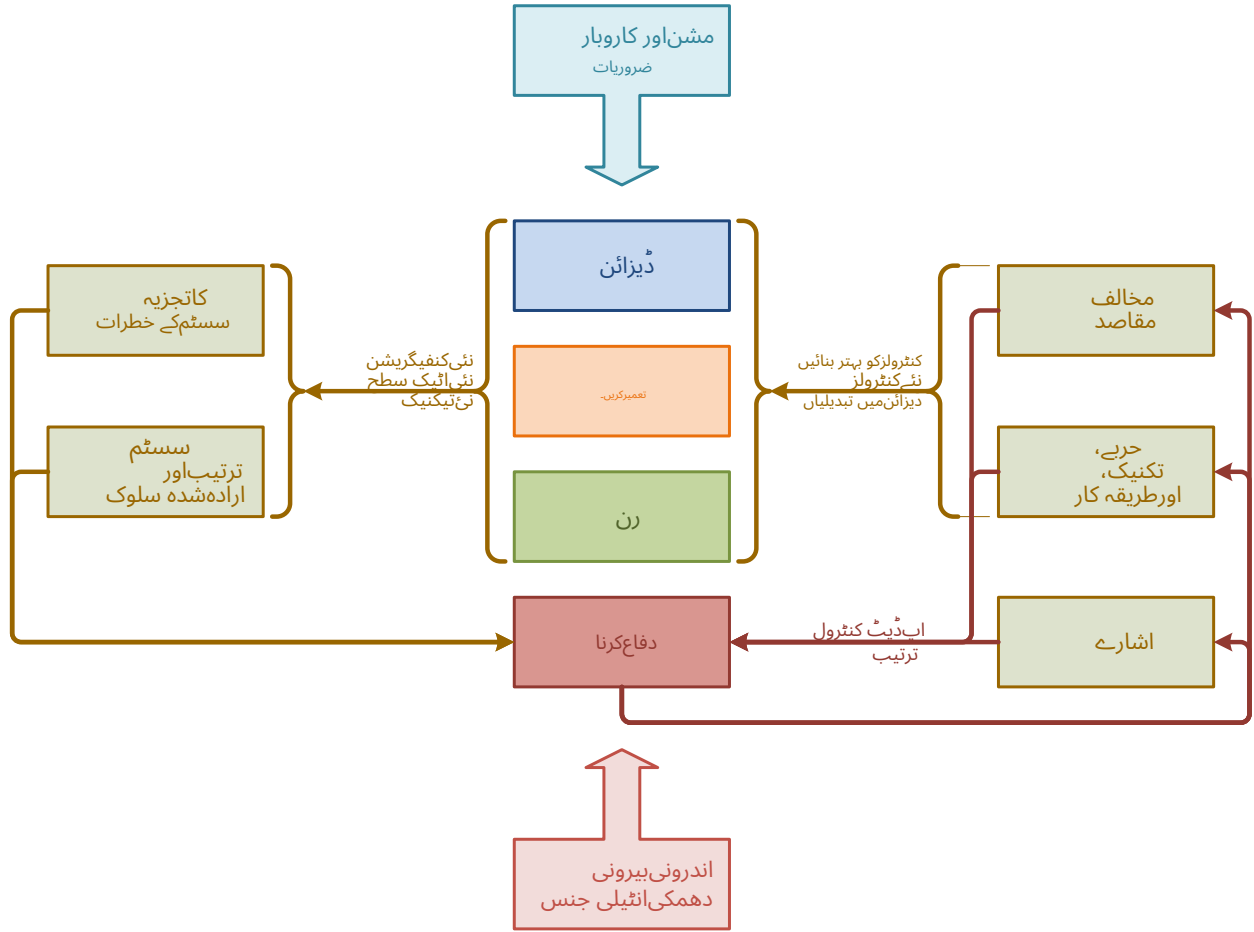 مشن اور کاروبار
ضروریات
ڈیزائن
تعمیر کریں۔
رن
دفاع کرنا
کا تجزیہ
سسٹم کے خطرات
سسٹم
ترتیب اور
ارادہ شدہ سلوک
نئی کنفیگریشن
نئی اٹیک سطح
نئ تیکنیک
کنٹرولز کو بہتر بنائیں
نئے کنٹرولز
دیزائن میں تبدیلیاں
مخالف
مقاصد
حربے،
تکنیک،
اور طریقہ کار
اشارے
اپ ڈیٹ کنٹرول
ترتیب
اندرونی بیرونی
دھمکی انٹیلی جنس